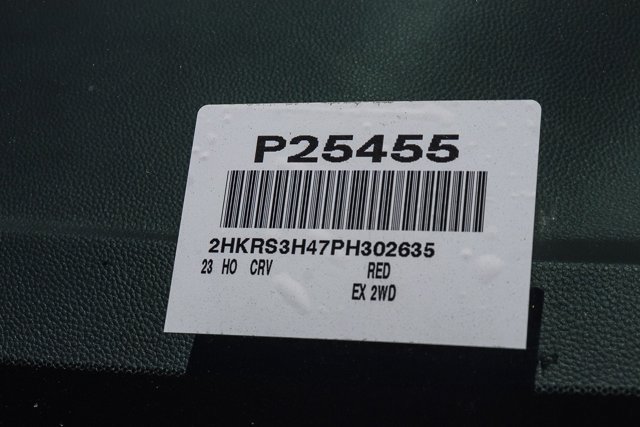 P25455
2HKRS3H47PH302635
23 HO CRV RED
EX 2WD